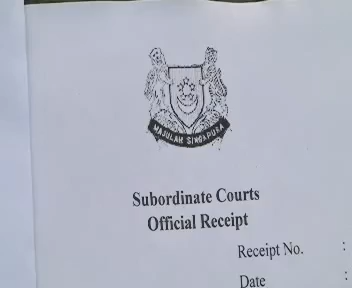 MAJULAH SINGAPURA
Subordinate Courts
Official Receipt
Receipt No. :
Date :